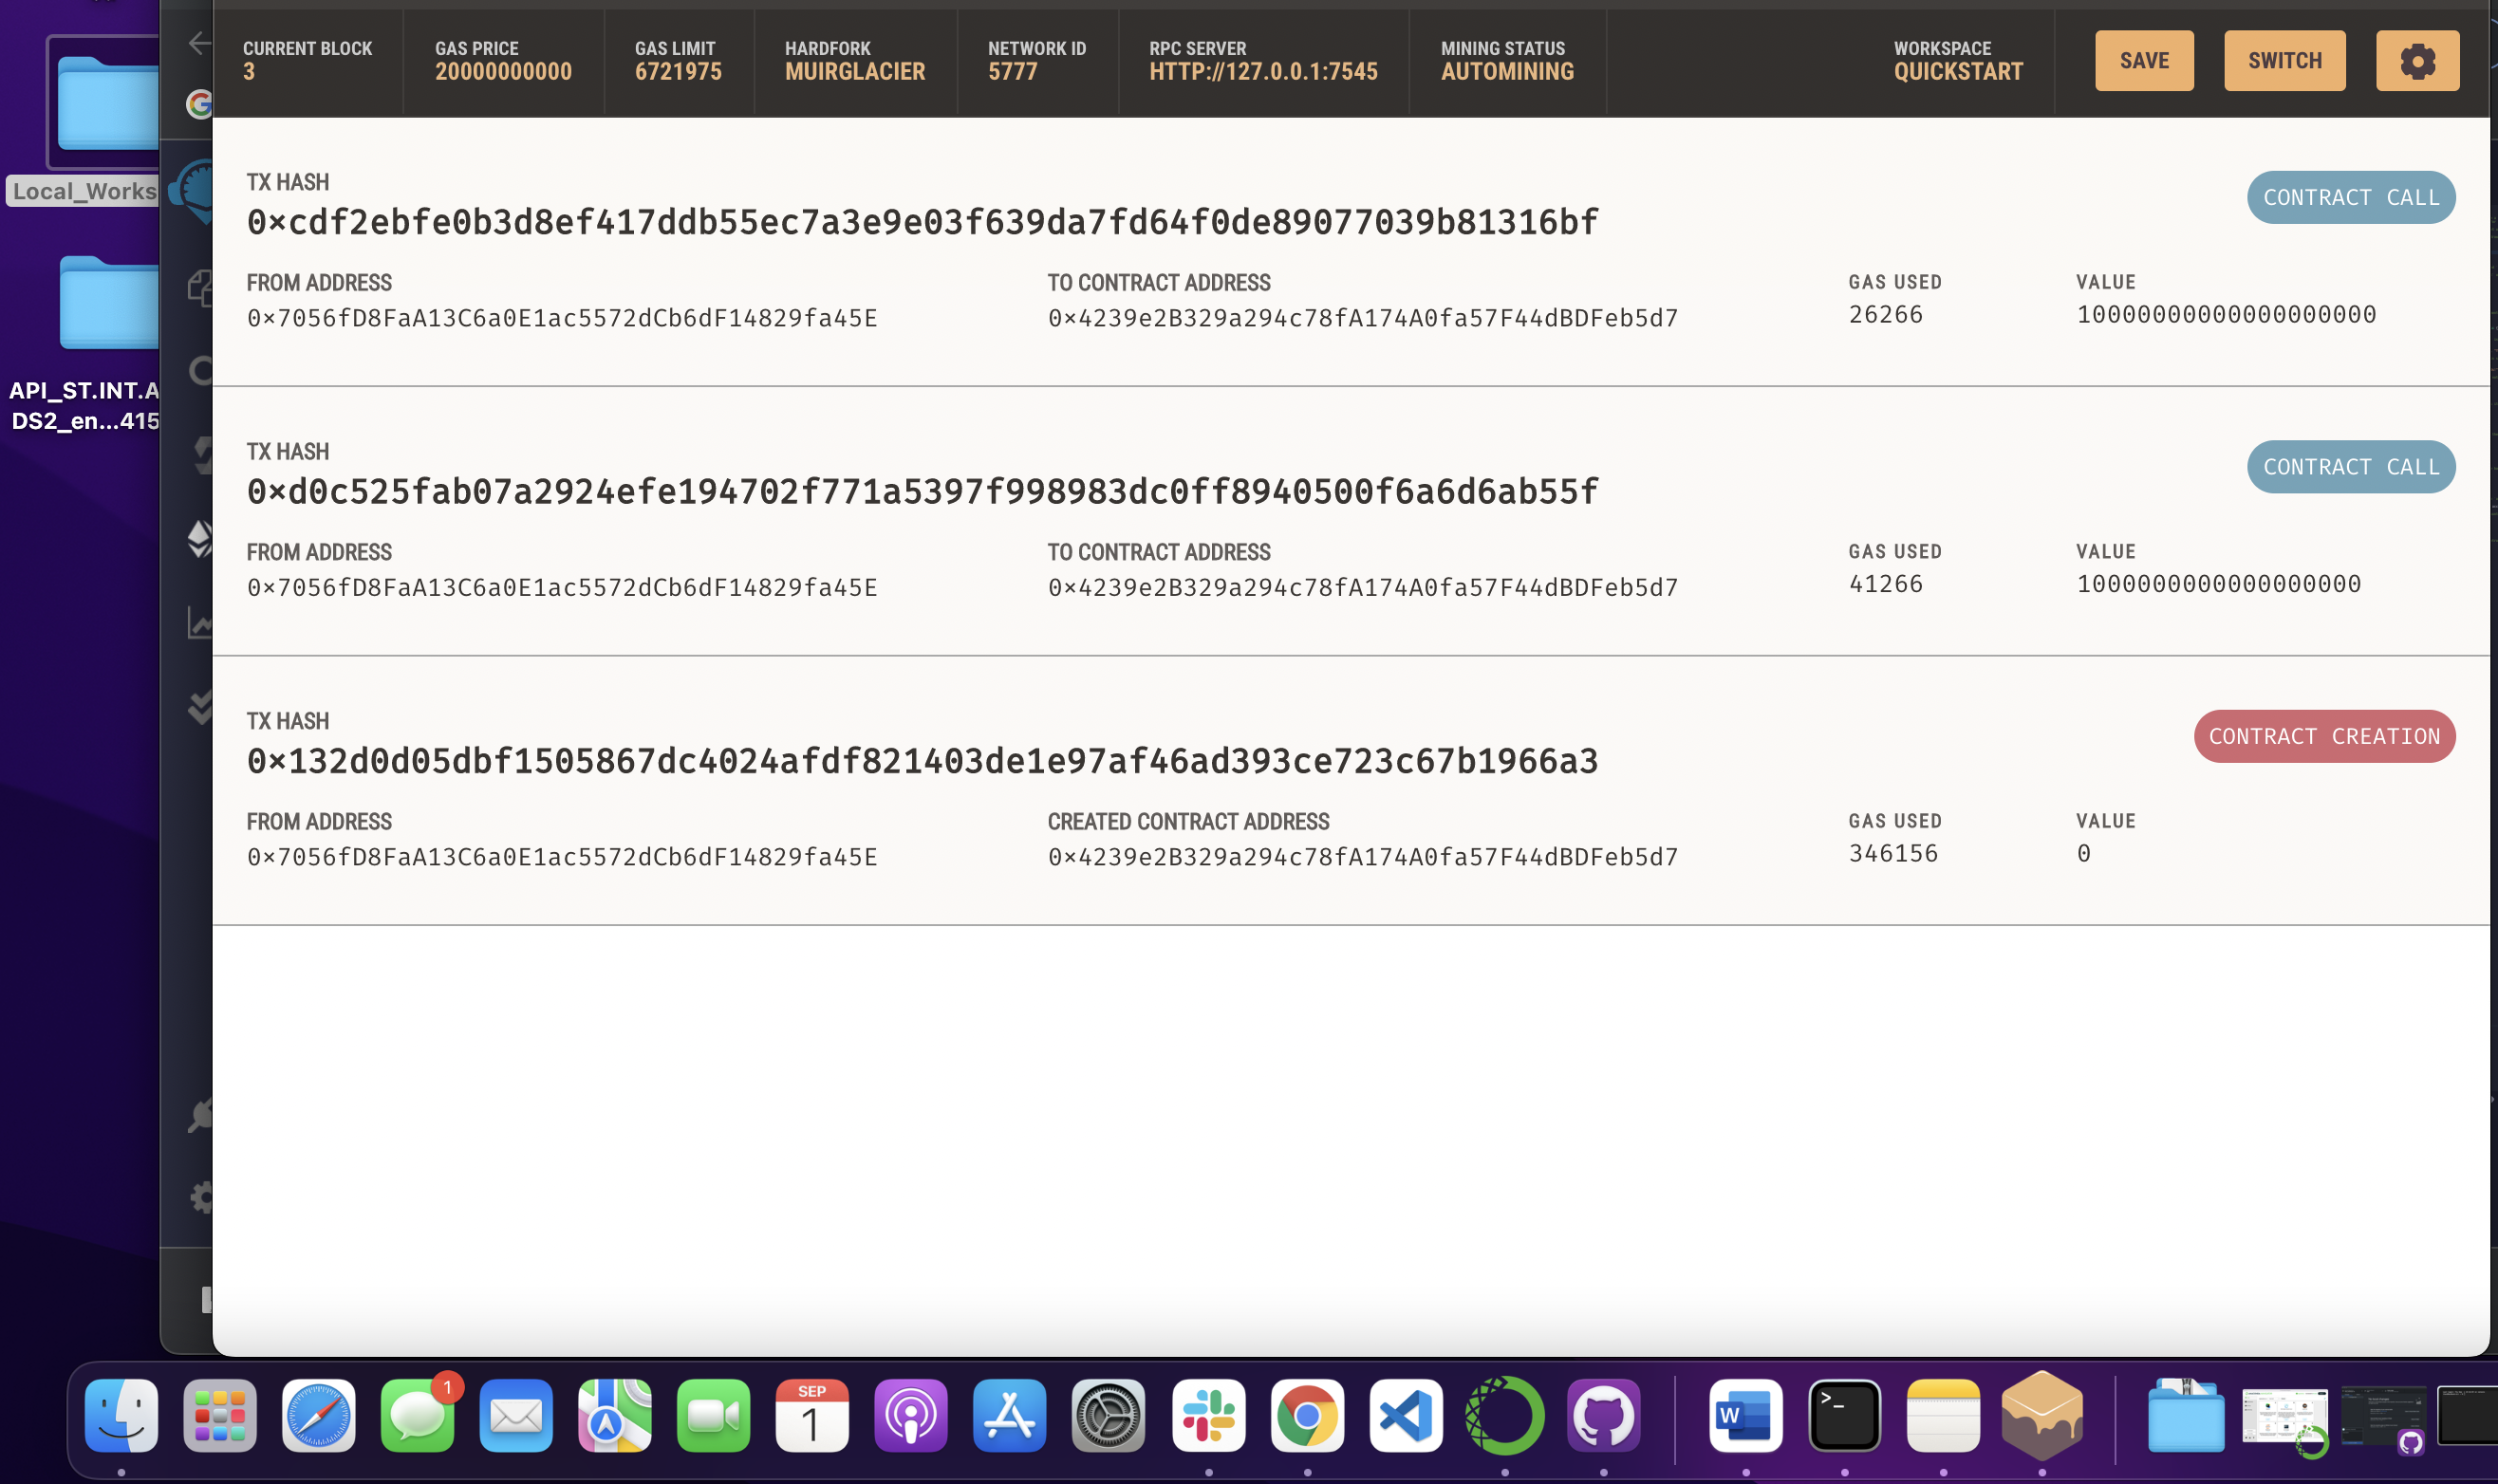 CURRENT BLOCK
3
GAS PRICE
20000000000
GAS LIMIT
6721975
HARDFORK
MUIRGLACIER
NETWORK ID
5777
RPC SERVER
HTTP://127.0.0.1:7545
MINING STATUS
AUTOMINING
WORKSPACE
QUICKSTART
SAVE
SWITCH
TX HASH
0×cdf2ebfe0b3d8ef417ddb55ec7a3e9e03f639da7fd64f0de89077039b81316bf
CONTRACT CALL
FROM ADDRESS
0×7056fD8FaA13C6a0E1ac5572dCb6dF14829fa45E
TO CONTRACT ADDRESS
0×4239e2B329a294c78fA174A0fa57F44dBDFeb5d7
GAS USED
26266
VALUE
10000000000000000000
TX HASH
0×d0c525fab07a2924efe194702f771a5397f998983dc0ff8940500f6a6d6ab55f
CONTRACT CALL
FROM ADDRESS
0×7056fD8FaA13C6a0E1ac5572dCb6dF14829fa45E
TO CONTRACT ADDRESS
0×4239e2B329a294c78fA174A0fa57F44dBDFeb5d7
GAS USED
41266
VALUE
1000000000000000000
TX HASH
0×132d0d05dbf1505867dc4024afdf821403de1e97af46ad393ce723c67b1966a3
CONTRACT CREATION
FROM ADDRESS
0×7056fD8FaA13C6a0E1ac5572dCb6dF14829fa45E
CREATED CONTRACT ADDRESS
0×4239e2B329a294c78fA174A0fa57F44dBDFeb5d7
GAS USED
346156
VALUE
0
Local_Works
API_ST.INT.A
DS2_en...415
1
SEP
1
W
>_